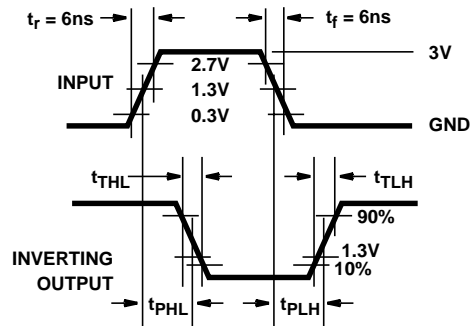 tr = 6ns
tf = 6ns
3V
2.7V
INPUT
1.3V
0.3V
GND
tTHL
tTLH
90%
INVERTING
OUTPUT
1.3V
10%
tPHL
tPLH